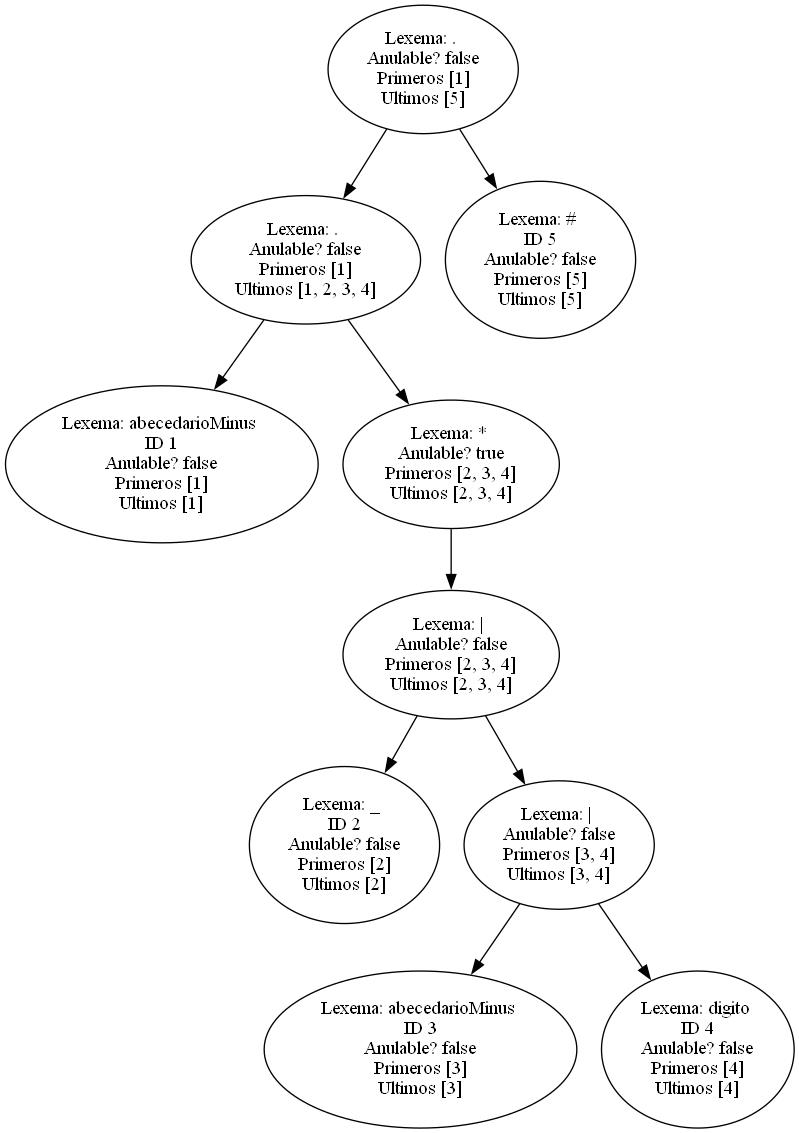 Lexema: .
Anulable? false
Primeros [1]
Ultimos [5]
Lexema: .
Anulable? false
Primeros [1]
Ultimos [1, 2, 3, 4]
Lexema: #
ID 5
Anulable? false
Primeros [5]
Ultimos [5]
Lexema: abecedarioMinus
ID 1
Anulable? false
Primeros [1]
Ultimos [1]
Lexema: *
Anulable? true
Primeros [2, 3, 4]
Ultimos [2, 3, 4]
Lexema: |
Anulable? false
Primeros [2, 3, 4]
Ultimos [2, 3, 4]
Lexema: _
ID 2
Anulable? false
Primeros [2]
Ultimos [2]
Lexema: |
Anulable? false
Primeros [3, 4]
Ultimos [3, 4]
Lexema: abecedarioMinus
ID 3
Anulable? false
Primeros [3]
Ultimos [3]
Lexema: digito
ID 4
Anulable? false
Primeros [4]
Ultimos [4]